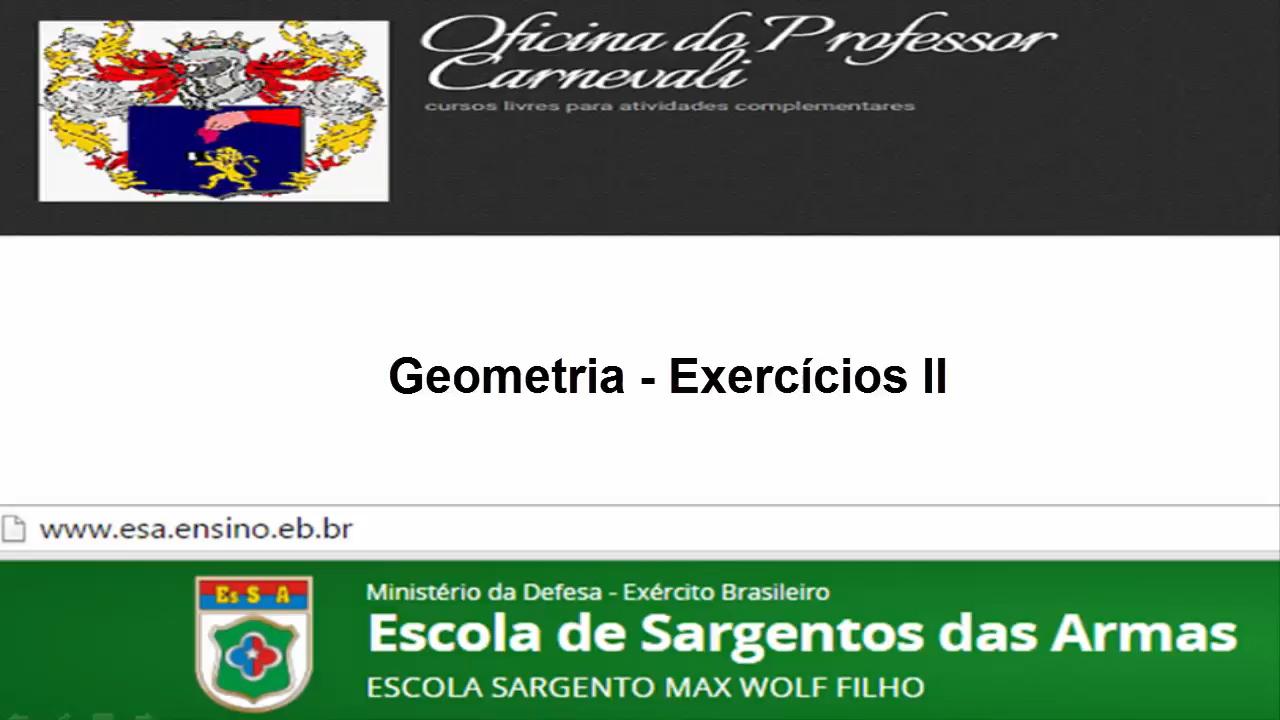 Oficina do Professor
Carnevali
cursos livres para atividades complementares
Geometria - Exercícios II
www.esa.ensino.eb.br
Es S A
Ministério da Defesa - Exército Brasileiro
Escola de Sargentos das Armas
ESCOLA SARGENTO MAX WOLF FILHO